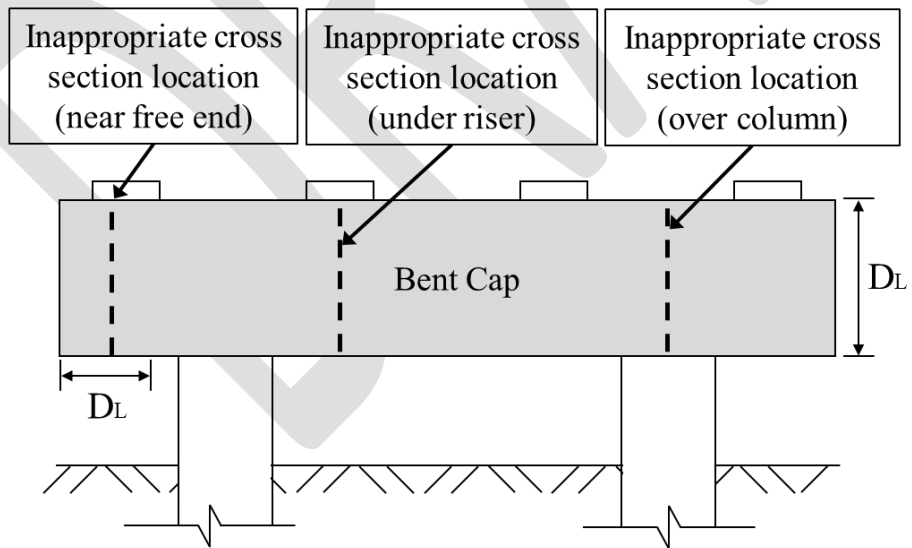 Inappropriate cross
section location
(near free end)
Inappropriate cross
section location
(under riser)
Inappropriate cross
section location
(over column)
Bent Cap
DL
DL